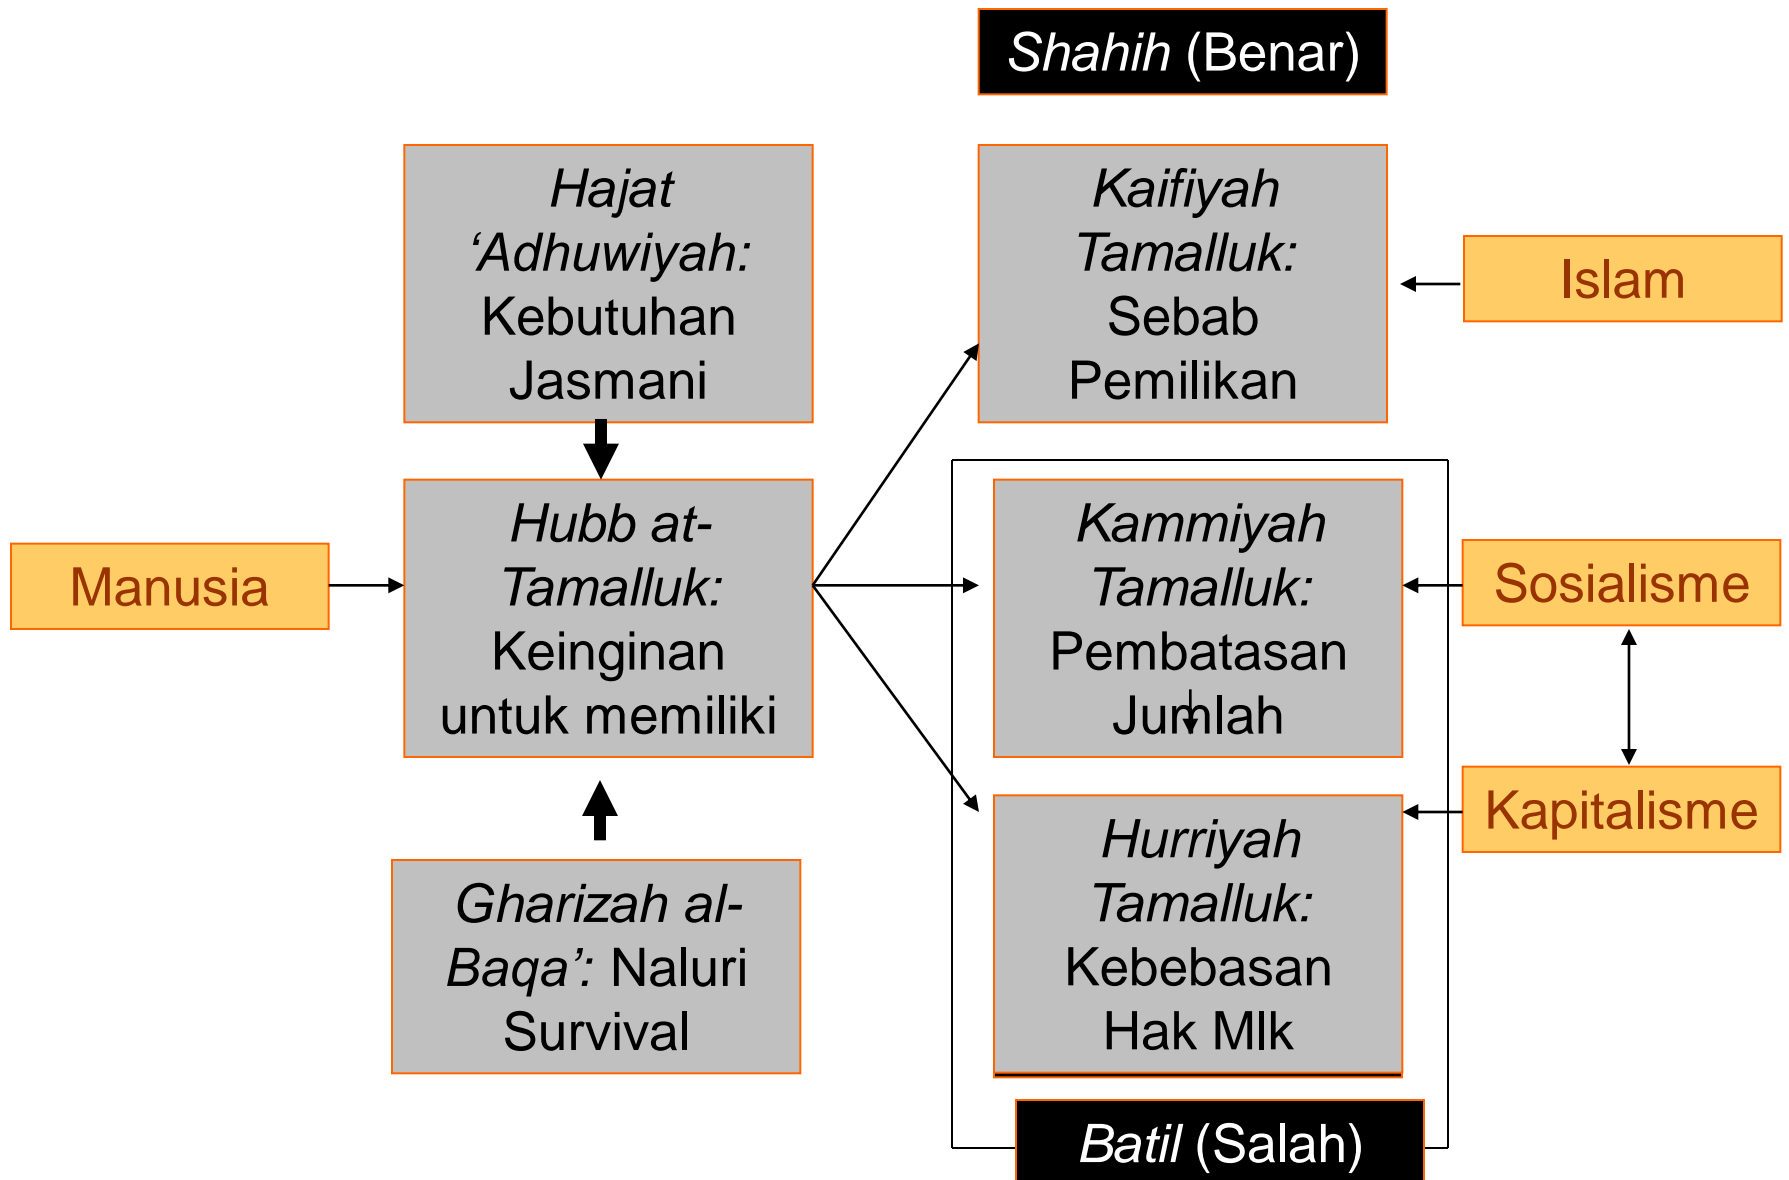 Shahih (Benar)
Hajat
‘Adhuwiyah:
Kebutuhan
Jasmani
Kaifiyah
Tamalluk:
Sebab
Pemilikan
Islam
Manusia
Hubb at-
Tamalluk:
Keinginan
untuk memiliki
Kammiyah
Tamalluk:
Pembatasan
Jumlah
Sosialisme
Kapitalisme
Gharizah al-
Baqa’: Naluri
Survival
Hurriyah
Tamalluk:
Kebebasan
Hak Mlk
Batil (Salah)